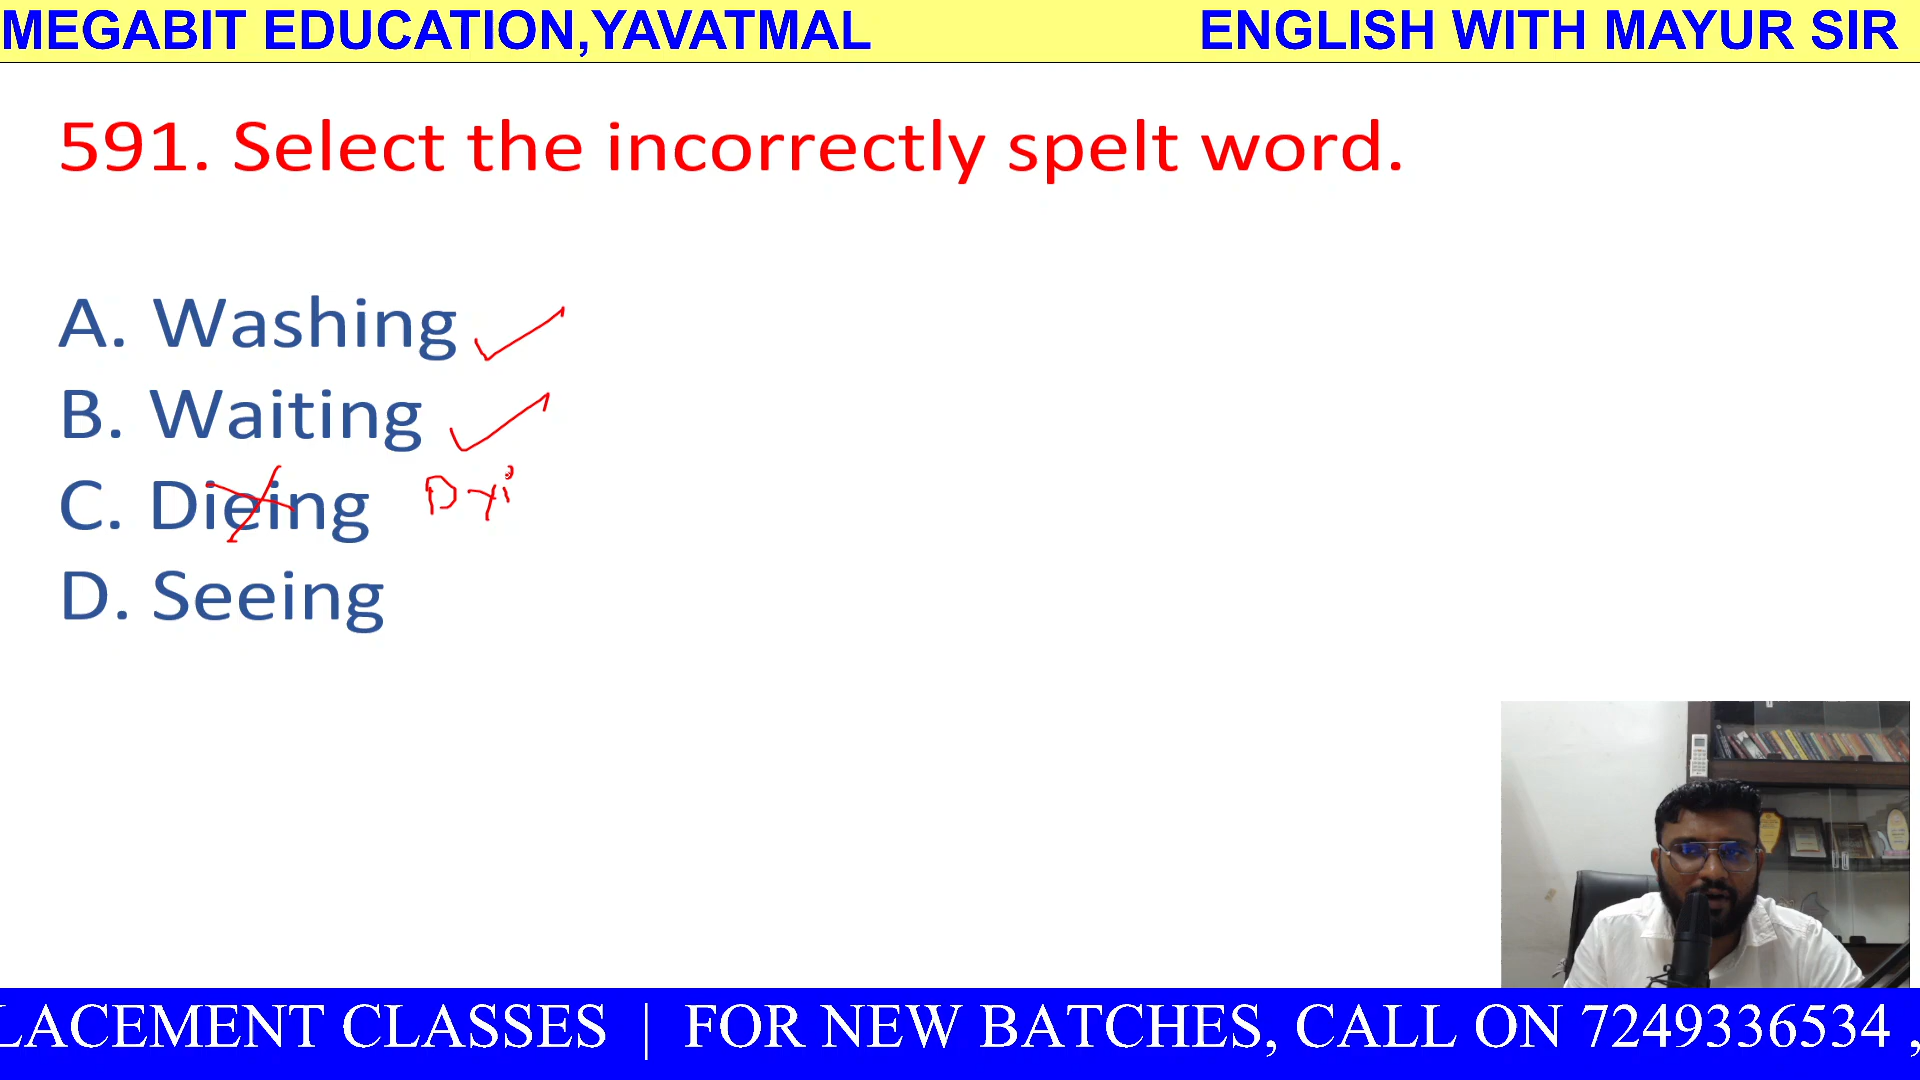 MEGABIT EDUCATION,YAVATMAL ENGLISH WITH MAYUR SIR
591. Select the incorrectly spelt word.
A. Washing
B. Waiting
C. Dieing Dyi
D. Seeing
LACEMENT CLASSES | FOR NEW BATCHES, CALL ON 7249336534 ,